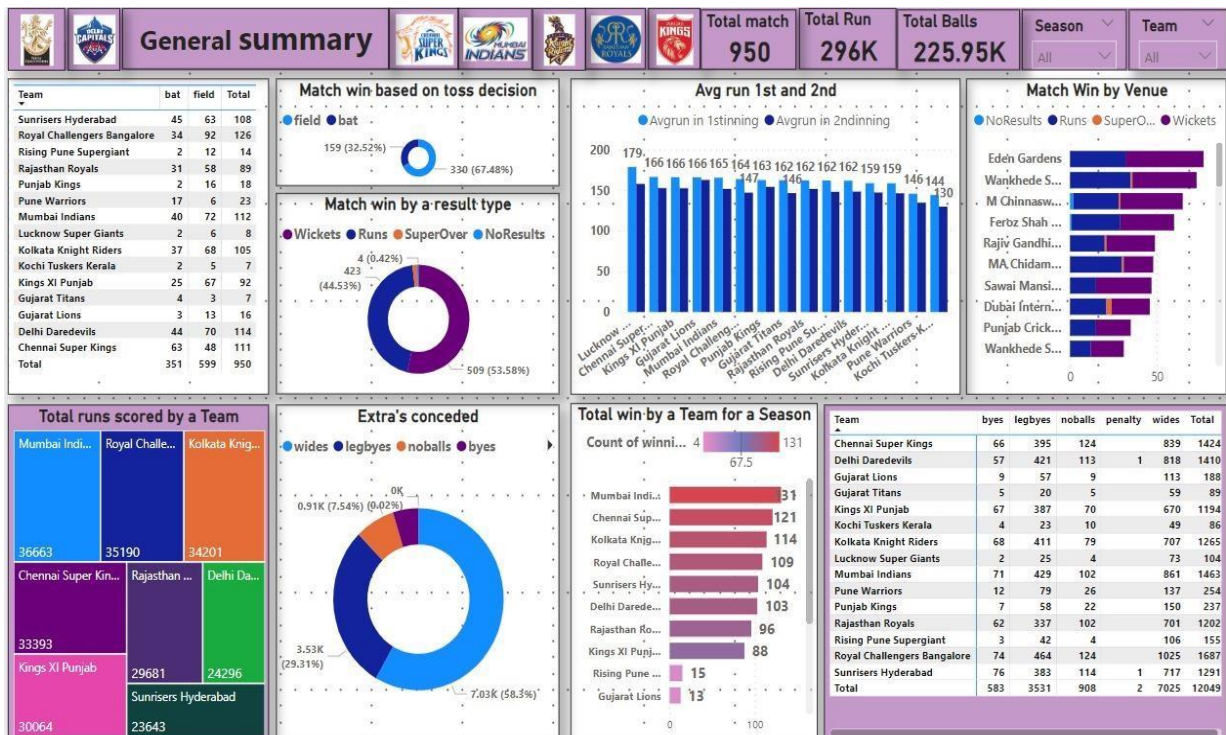 General summary
DELHI
CAPITALS
CHENNAI
SUPER
KINGS
MUMBAI
INDIANS
Knight
Riders
RR
RAJASTHAN
ROYALS
PUNJAB
KINGS
Total match
950
Total Run
296K
Total Balls
225.95K
Season
All
Team
All
Team bat field Total
Sunrisers Hyderabad 45 63 108
Royal Challengers Bangalore 34 92 126
Rising Pune Supergiant 2 12 14
Rajasthan Royals 31 58 89
Punjab Kings 2 16 18
Pune Warriors 17 6 23
Mumbai Indians 40 72 112
Lucknow Super Giants 2 6 8
Kolkata Knight Riders 37 68 105
Kochi Tuskers Kerala 2 5 7
Kings XI Punjab 25 67 92
Gujarat Titans 4 3 7
Gujarat Lions 3 13 16
Delhi Daredevils 44 70 114
Chennai Super Kings 63 48 111
Total 351 599 950
Match win based on toss decision
field bat
159 (32.52%)
330 (67.48%)
Match win by a result type
Wickets Runs SuperOver NoResults
4 (0.42%)
423
(44.53%)
509 (53.58%)
Avg run 1st and 2nd
Avgrun in 1stinning Avgrun in 2ndinning
200
150
100
50
0
179 166 166 166 165 164 163 162 162 162 162 159 159 146 144
147 146 130
Lucknow ...
Chennai Super...
Kings XI Punjab
Gujarat Lions
Mumbai Indians
Royal Challeng...
Punjab Kings
Gujarat Titans
Rajasthan Royals
Rising Pune Su...
Delhi Daredevils
Sunrisers Hyder...
Kolkata Knight ...
Pune Warriors
Kochi-Tuskers-K...
Match Win by Venue
NoResults Runs SuperO... Wickets
Eden Gardens
Wankhede S...
M Chinnasw...
Feroz Shah ...
Rajiv Gandhi...
MA Chidam...
Sawai Mansi...
Dubai Intern...
Punjab Crick...
Wankhede S...
0 50
Total runs scored by a Team
Mumbai Indi...
36663
Royal Challe...
35190
Kolkata Knig...
34201
Chennai Super Kin...
33393
Rajasthan ...
29681
Delhi Da...
24296
Kings XI Punjab
30064
Sunrisers Hyderabad
23643
Extra's conceded
wides legbyes noballs byes
0K
(0.02%)
0.91K (7.54%)
3.53K
(29.31%)
7.03K (58.3%)
Total win by a Team for a Season
Count of winni... 4 131
67.5
Mumbai Indi... 131
Chennai Sup... 121
Kolkata Knig... 114
Royal Challe... 109
Sunrisers Hy... 104
Delhi Darede... 103
Rajasthan Ro... 96
Kings XI Punj... 88
Rising Pune ... 15
Gujarat Lions 13
0 100
Team byes legbyes noballs penalty wides Total
Chennai Super Kings 66 395 124 839 1424
Delhi Daredevils 57 421 113 1 818 1410
Gujarat Lions 9 57 9 113 188
Gujarat Titans 5 20 5 59 89
Kings XI Punjab 67 387 70 670 1194
Kochi Tuskers Kerala 4 23 10 49 86
Kolkata Knight Riders 68 411 79 707 1265
Lucknow Super Giants 2 25 4 73 104
Mumbai Indians 71 429 102 861 1463
Pune Warriors 12 79 26 137 254
Punjab Kings 7 58 22 150 237
Rajasthan Royals 62 337 102 701 1202
Rising Pune Supergiant 3 42 4 106 155
Royal Challengers Bangalore 74 464 124 1025 1687
Sunrisers Hyderabad 76 383 114 1 717 1291
Total 583 3531 908 2 7025 12049